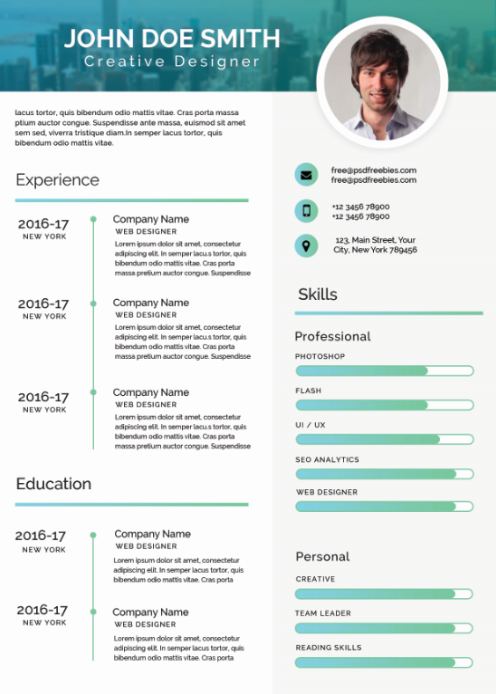 JOHN DOE SMITH
Creative Designer
lacus tortor, quis bibendum odio mattis vitae. Cras porta massa
ptium auctor congue. Suspendisse ante massa, euismod sit amet
sem sed, viverra tristique diam.In semper lacus tortor, quis
bibendum odio mattis vitae.
Experience
2016-17
NEW YORK
Company Name
WEB DESIGNER
Lorem ipsum dolor sit amet, consectetur
adipiscing elit. In semper lacus tortor, quis
bibendum odio mattis vitae. Cras porta
massa pretium auctor congue. Suspendisse
2016-17
NEW YORK
Company Name
WEB DESIGNER
Lorem ipsum dolor sit amet, consectetur
adipiscing elit. In semper lacus tortor, quis
bibendum odio mattis vitae. Cras porta
massa pretium auctor congue. Suspendisse
2016-17
NEW YORK
Company Name
WEB DESIGNER
Lorem ipsum dolor sit amet, consectetur
adipiscing elit. In semper lacus tortor, quis
bibendum odio mattis vitae. Cras porta
massa pretium auctor congue. Suspendisse
Education
2016-17
NEW YORK
Company Name
WEB DESIGNER
Lorem ipsum dolor sit amet, consectetur
adipiscing elit. In semper lacus tortor, quis
bibendum odio mattis vitae. Cras porta
2016-17
NEW YORK
Company Name
WEB DESIGNER
Lorem ipsum dolor sit amet, consectetur
adipiscing elit. In semper lacus tortor, quis
bibendum odio mattis vitae. Cras porta
free@psdfreebies.com
free@psdfreebies.com
+12 3456 78900
+12 3456 78900
123, Main Street, Your
City, New York 789456
Skills
Professional
PHOTOSHOP
FLASH
UI / UX
SEO ANALYTICS
WEB DESIGNER
Personal
CREATIVE
TEAM LEADER
READING SKILLS